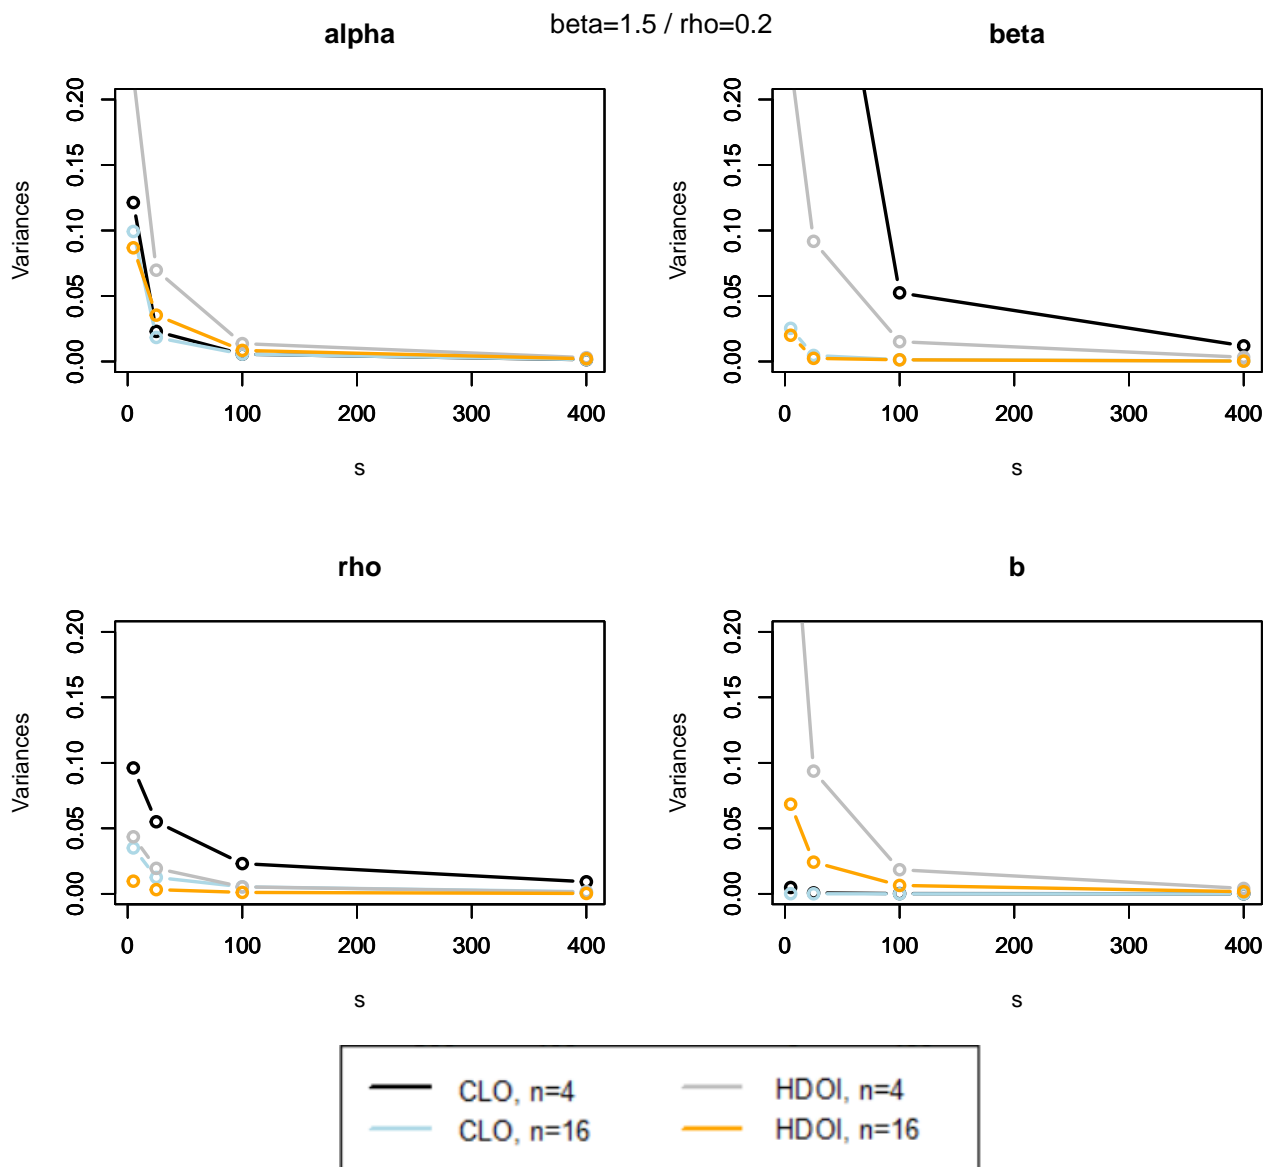 beta=1.5 / rho=0.2
alpha
beta
Variances
0.00 0.05 0.10 0.15 0.20
0 100 200 300 400
s
Variances
0.00 0.05 0.10 0.15 0.20
0 100 200 300 400
s
rho
b
Variances
0.00 0.05 0.10 0.15 0.20
0 100 200 300 400
s
Variances
0.00 0.05 0.10 0.15 0.20
0 100 200 300 400
s
CLO, n=4
HDOI, n=4
CLO, n=16
HDOI, n=16